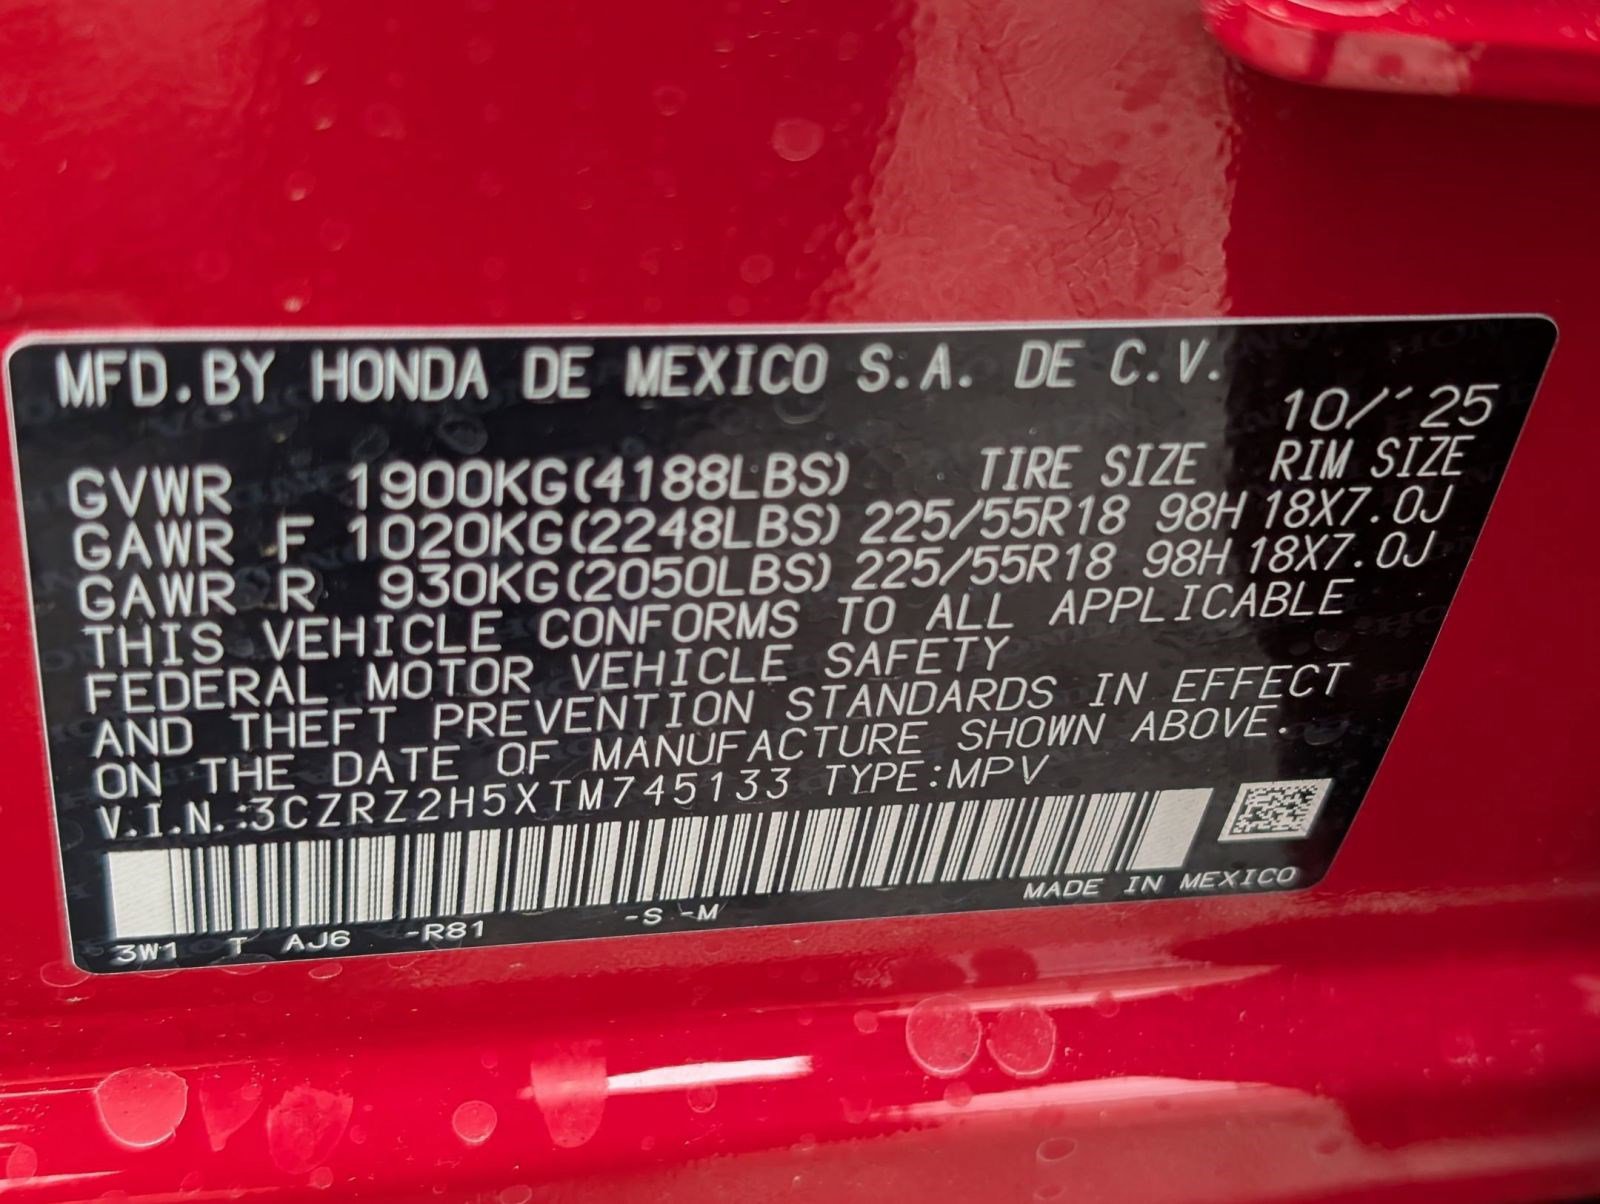 MFD.BY HONDA DE MEXICO S.A. DE C.V.
10/´25
GVWR 1900KG(4188LBS) TIRE SIZE RIM SIZE
GAWR F 1020KG(2248LBS) 225/55R18 98H 18X7.0J
GAWR R 930KG(2050LBS) 225/55R18 98H 18X7.0J
THIS VEHICLE CONFORMS TO ALL APPLICABLE
FEDERAL MOTOR VEHICLE SAFETY
AND THEFT PREVENTION STANDARDS IN EFFECT
ON THE DATE OF MANUFACTURE SHOWN ABOVE.
V.I.N.:3CZRZ2H5XTM745133 TYPE:MPV
MADE IN MEXICO
3W1 T AJ6 -R81 -S -M